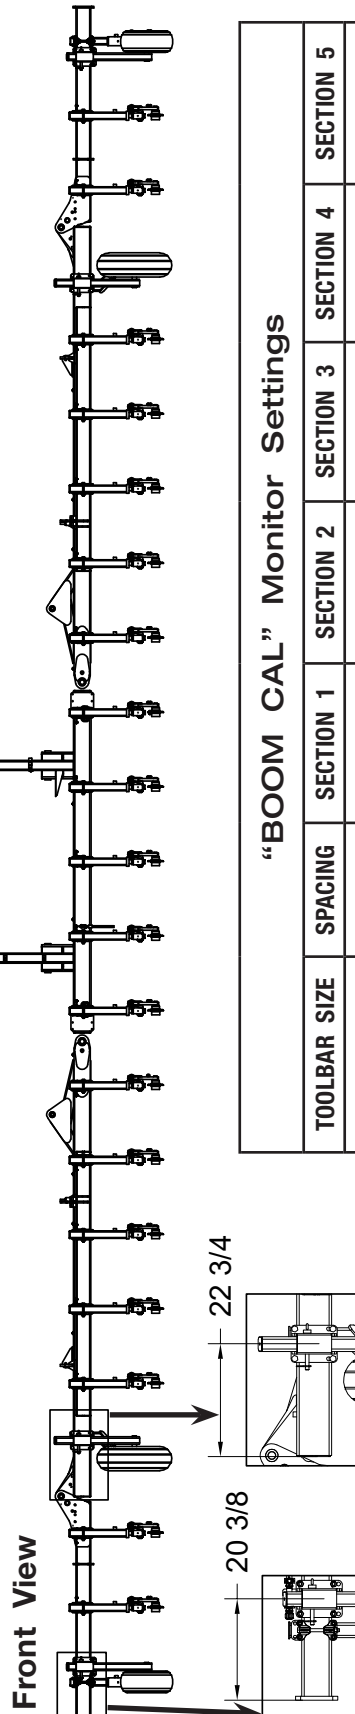 Front View
20 3/8
22 3/4
“BOOM CAL” Monitor Settings
TOOLBAR SIZE SPACING SECTION 1 SECTION 2 SECTION 3 SECTION 4 SECTION 5